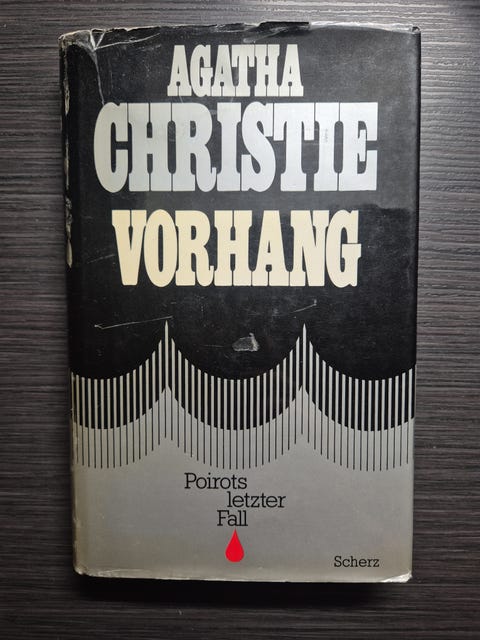 AGATHA
CHRISTIE
VORHANG
Poirots
letzter
Fall
Scherz